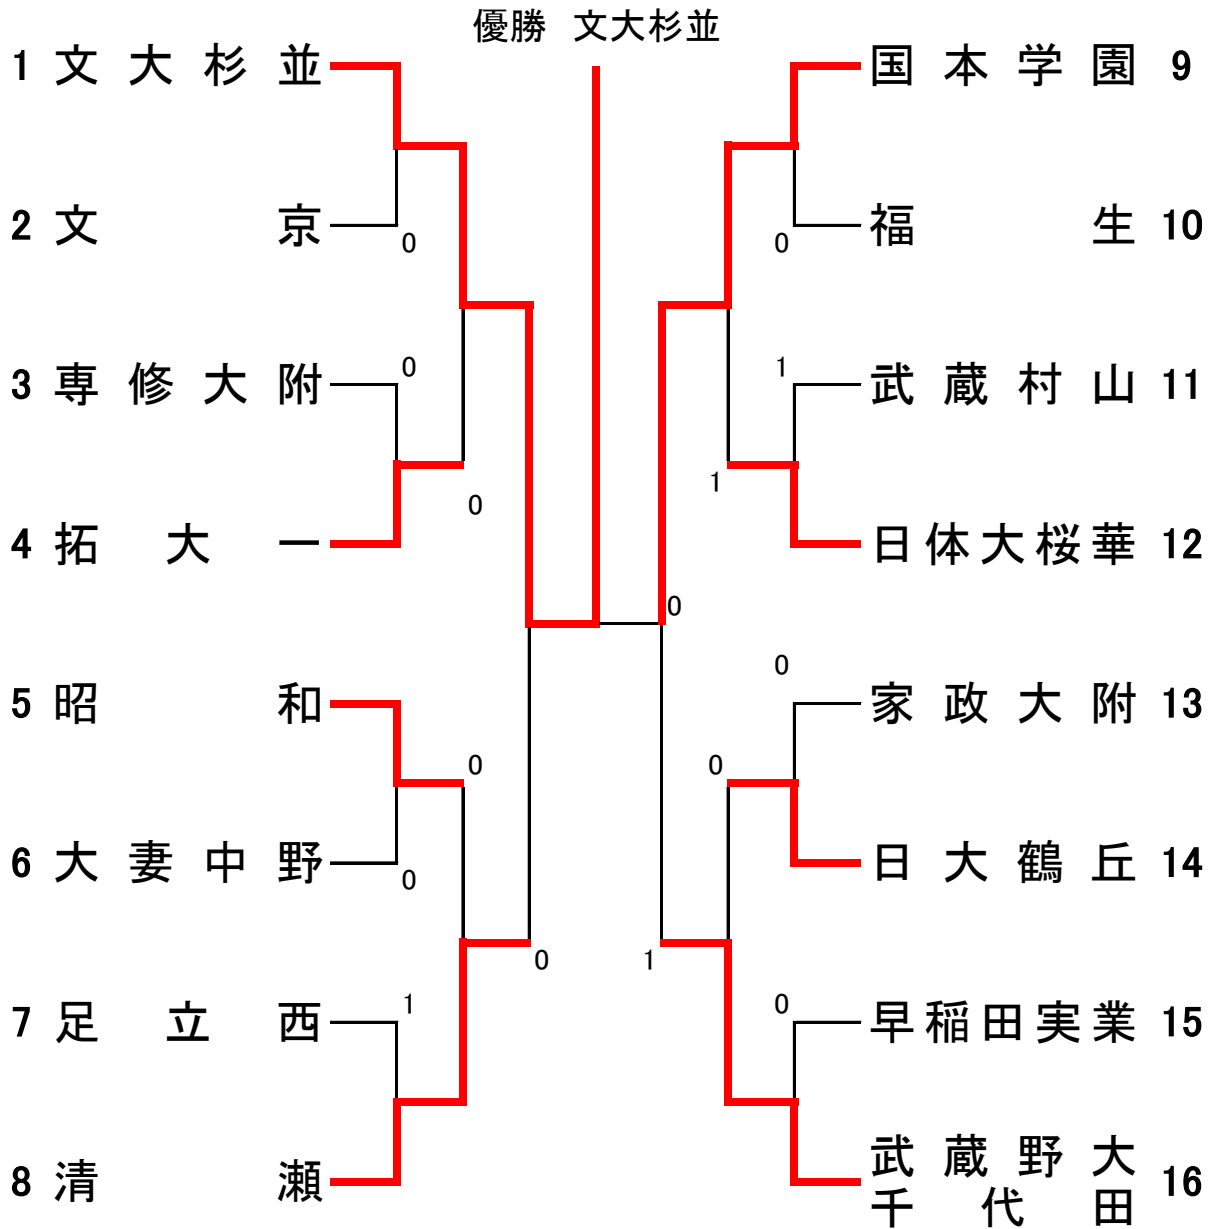 優勝 文大杉並
1 文大杉並
2 文京
0
0
3 専修大附
0
4 拓大一
5 昭和
0
6 大妻中野
0
0
1
7 足立西
8 清瀬
国本学園 9
福生 10
0
1
武蔵村山 11
1
日体大桜華 12
0
0
家政大附 13
0
日大鶴丘 14
1
0
早稲田実業 15
武蔵野大
千代田 16